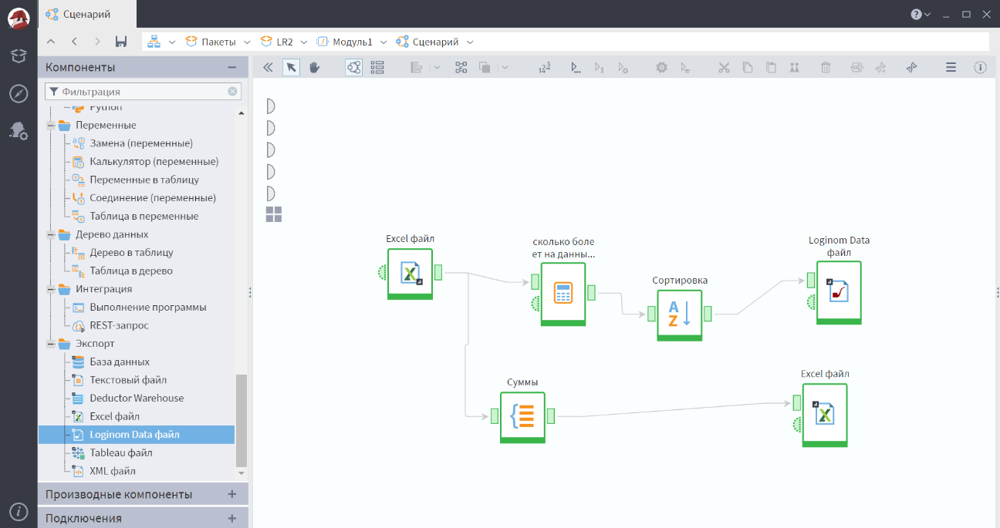 Сценарий
Пакеты
LR2
Модуль1
Сценарий
Компоненты
Фильтрация
Python
Переменные
Замена (переменные)
Калькулятор (переменные)
Переменные в таблицу
Соединение (переменные)
Таблица в переменные
Дерево данных
Дерево в таблицу
Таблица в дерево
Интеграция
Выполнение программы
REST-запрос
Экспорт
База данных
Текстовый файл
Deductor Warehouse
Excel файл
Loginom Data файл
Tableau файл
XML файл
Производные компоненты
Подключения
Excel файл
сколько боле
ет на данны...
Сортировка
Loginom Data
файл
Суммы
Excel файл